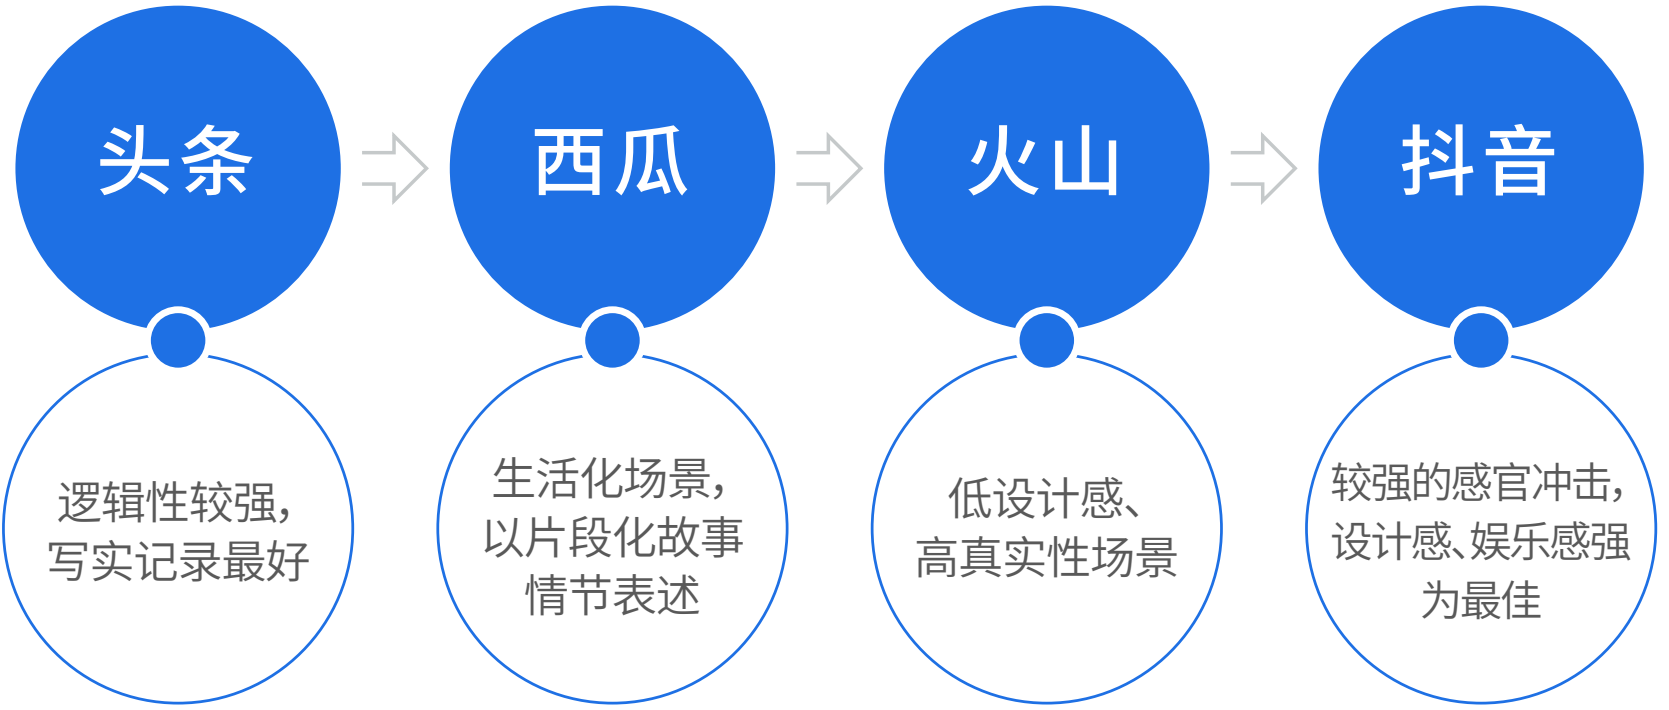 头条
西瓜
火山
抖音
逻辑性较强，
写实记录最好
生活化场景，
以片段化故事
情节表述
低设计感、
高真实性场景
较强的感官冲击，
设计感、娱乐感强
为最佳